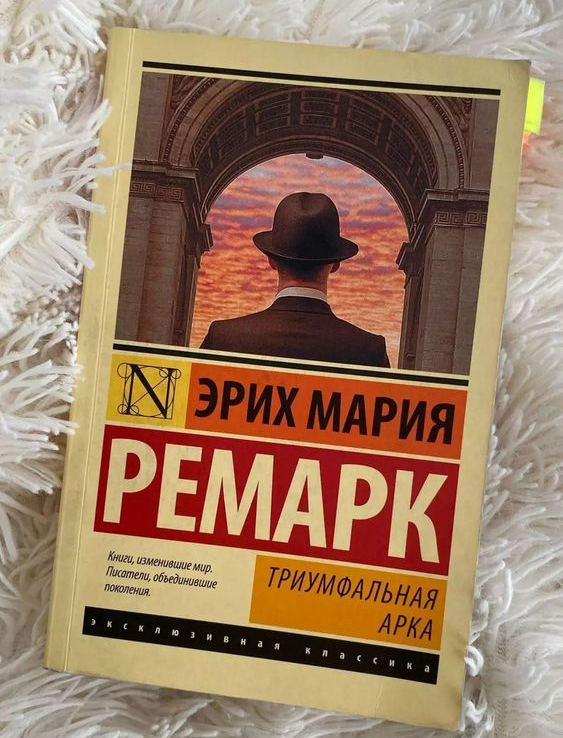 N
ЭРИХ МАРИЯ
РЕМАРК
Книги, изменившие мир.
Писатели, объединившие
поколения.
ТРИУМФАЛЬНАЯ
АРКА
эксклюзивная классика